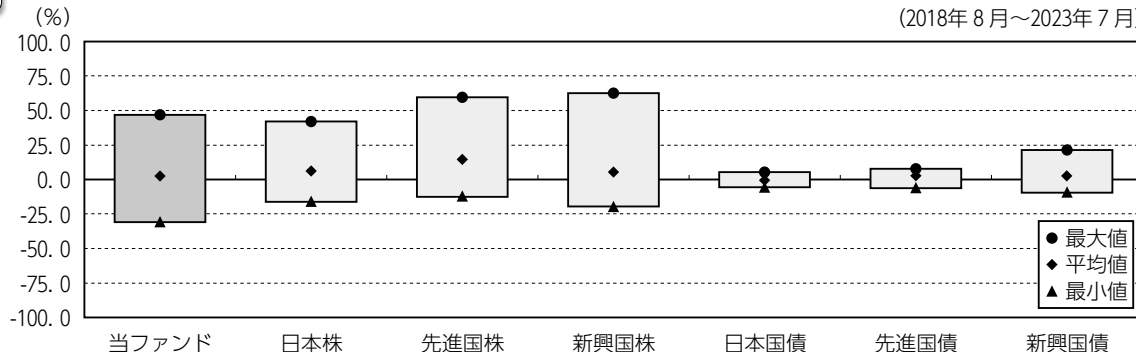 (%)
(2018年8月～2023年7月)
100.0
75.0
50.0
25.0
0.0
-25.0
-50.0
-75.0
-100.0
● 最大値
◆ 平均値
▲ 最小値
当ファンド 日本株 先進国株 新興国株 日本国債 先進国債 新興国債